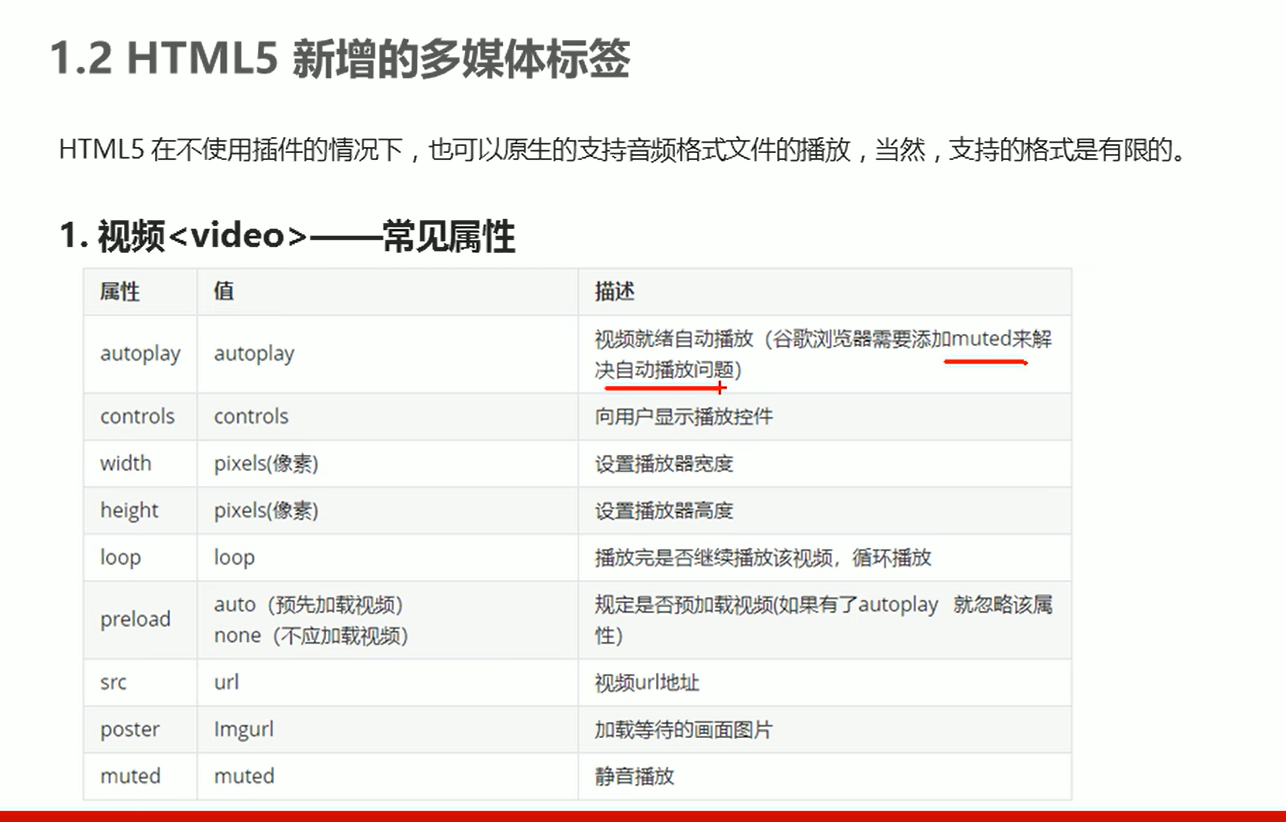 1.2 HTML5 新增的多媒体标签
HTML5 在不使用插件的情况下，也可以原生的支持音频格式文件的播放，当然，支持的格式是有限的。
1. 视频<video>——常见属性
属性 值 描述
autoplay autoplay 视频就绪自动播放（谷歌浏览器需要添加muted来解
决自动播放问题）
controls controls 向用户显示播放控件
width pixels(像素) 设置播放器宽度
height pixels(像素) 设置播放器高度
loop loop 播放完是否继续播放该视频，循环播放
preload auto（预先加载视频） 规定是否预加载视频(如果有了autoplay 就忽略该属
none（不应加载视频） 性）
src url 视频url地址
poster Imgurl 加载等待的画面图片
muted muted 静音播放